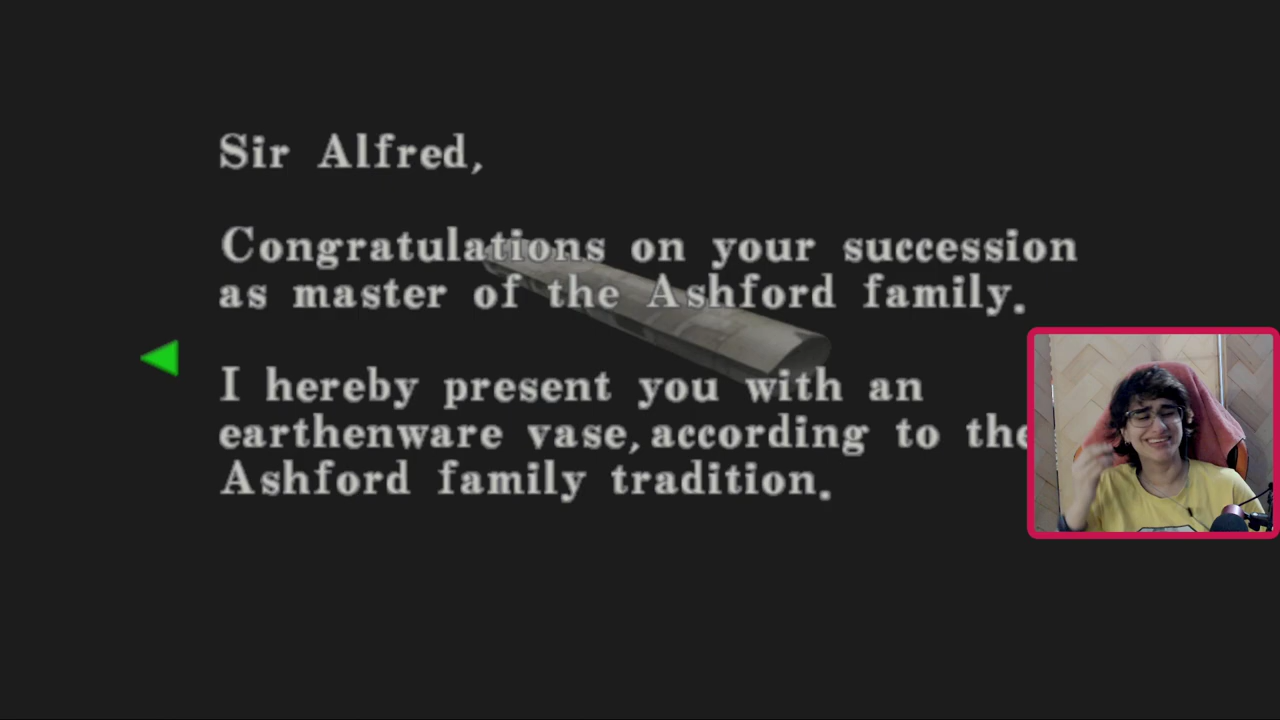 Sir Alfred,
Congratulations on your succession
as master of the Ashford family.
I hereby present you with an
earthenware vase, according to the
Ashford family tradition.